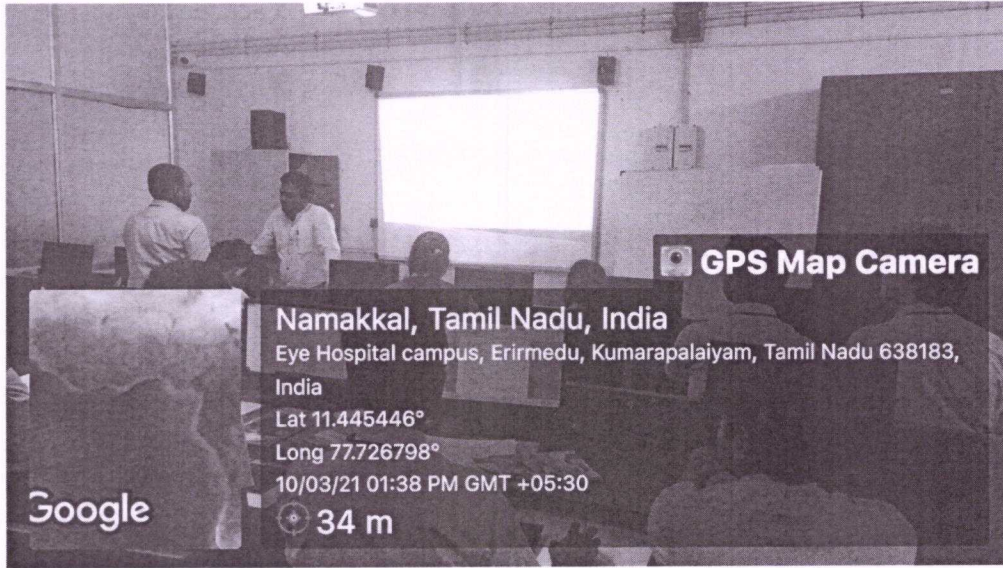 GPS Map Camera
Namakkal, Tamil Nadu, India
Eye Hospital campus, Erirmedu, Kumarapalaiyam, Tamil Nadu 638183,
India
Lat 11.445446°
Long 77.726798°
10/03/21 01:38 PM GMT +05:30
34 m
Google